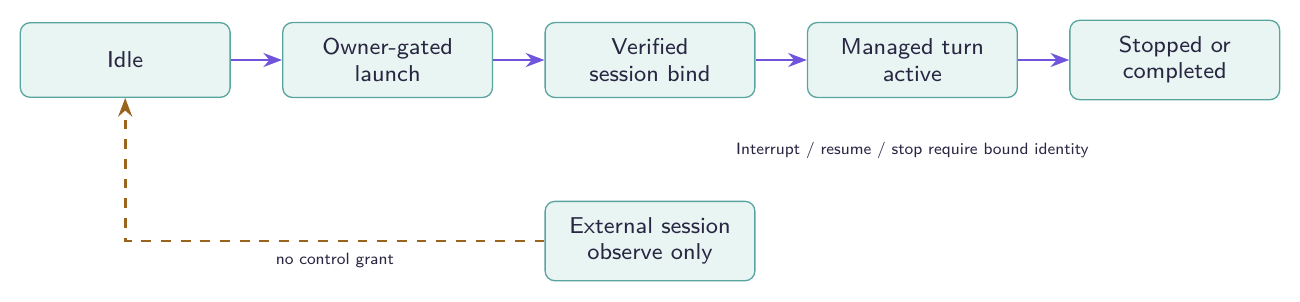 Idle
Owner-gated
launch
Verified
session bind
Managed turn
active
Stopped or
completed
Interrupt / resume / stop require bound identity
External session
observe only
no control grant